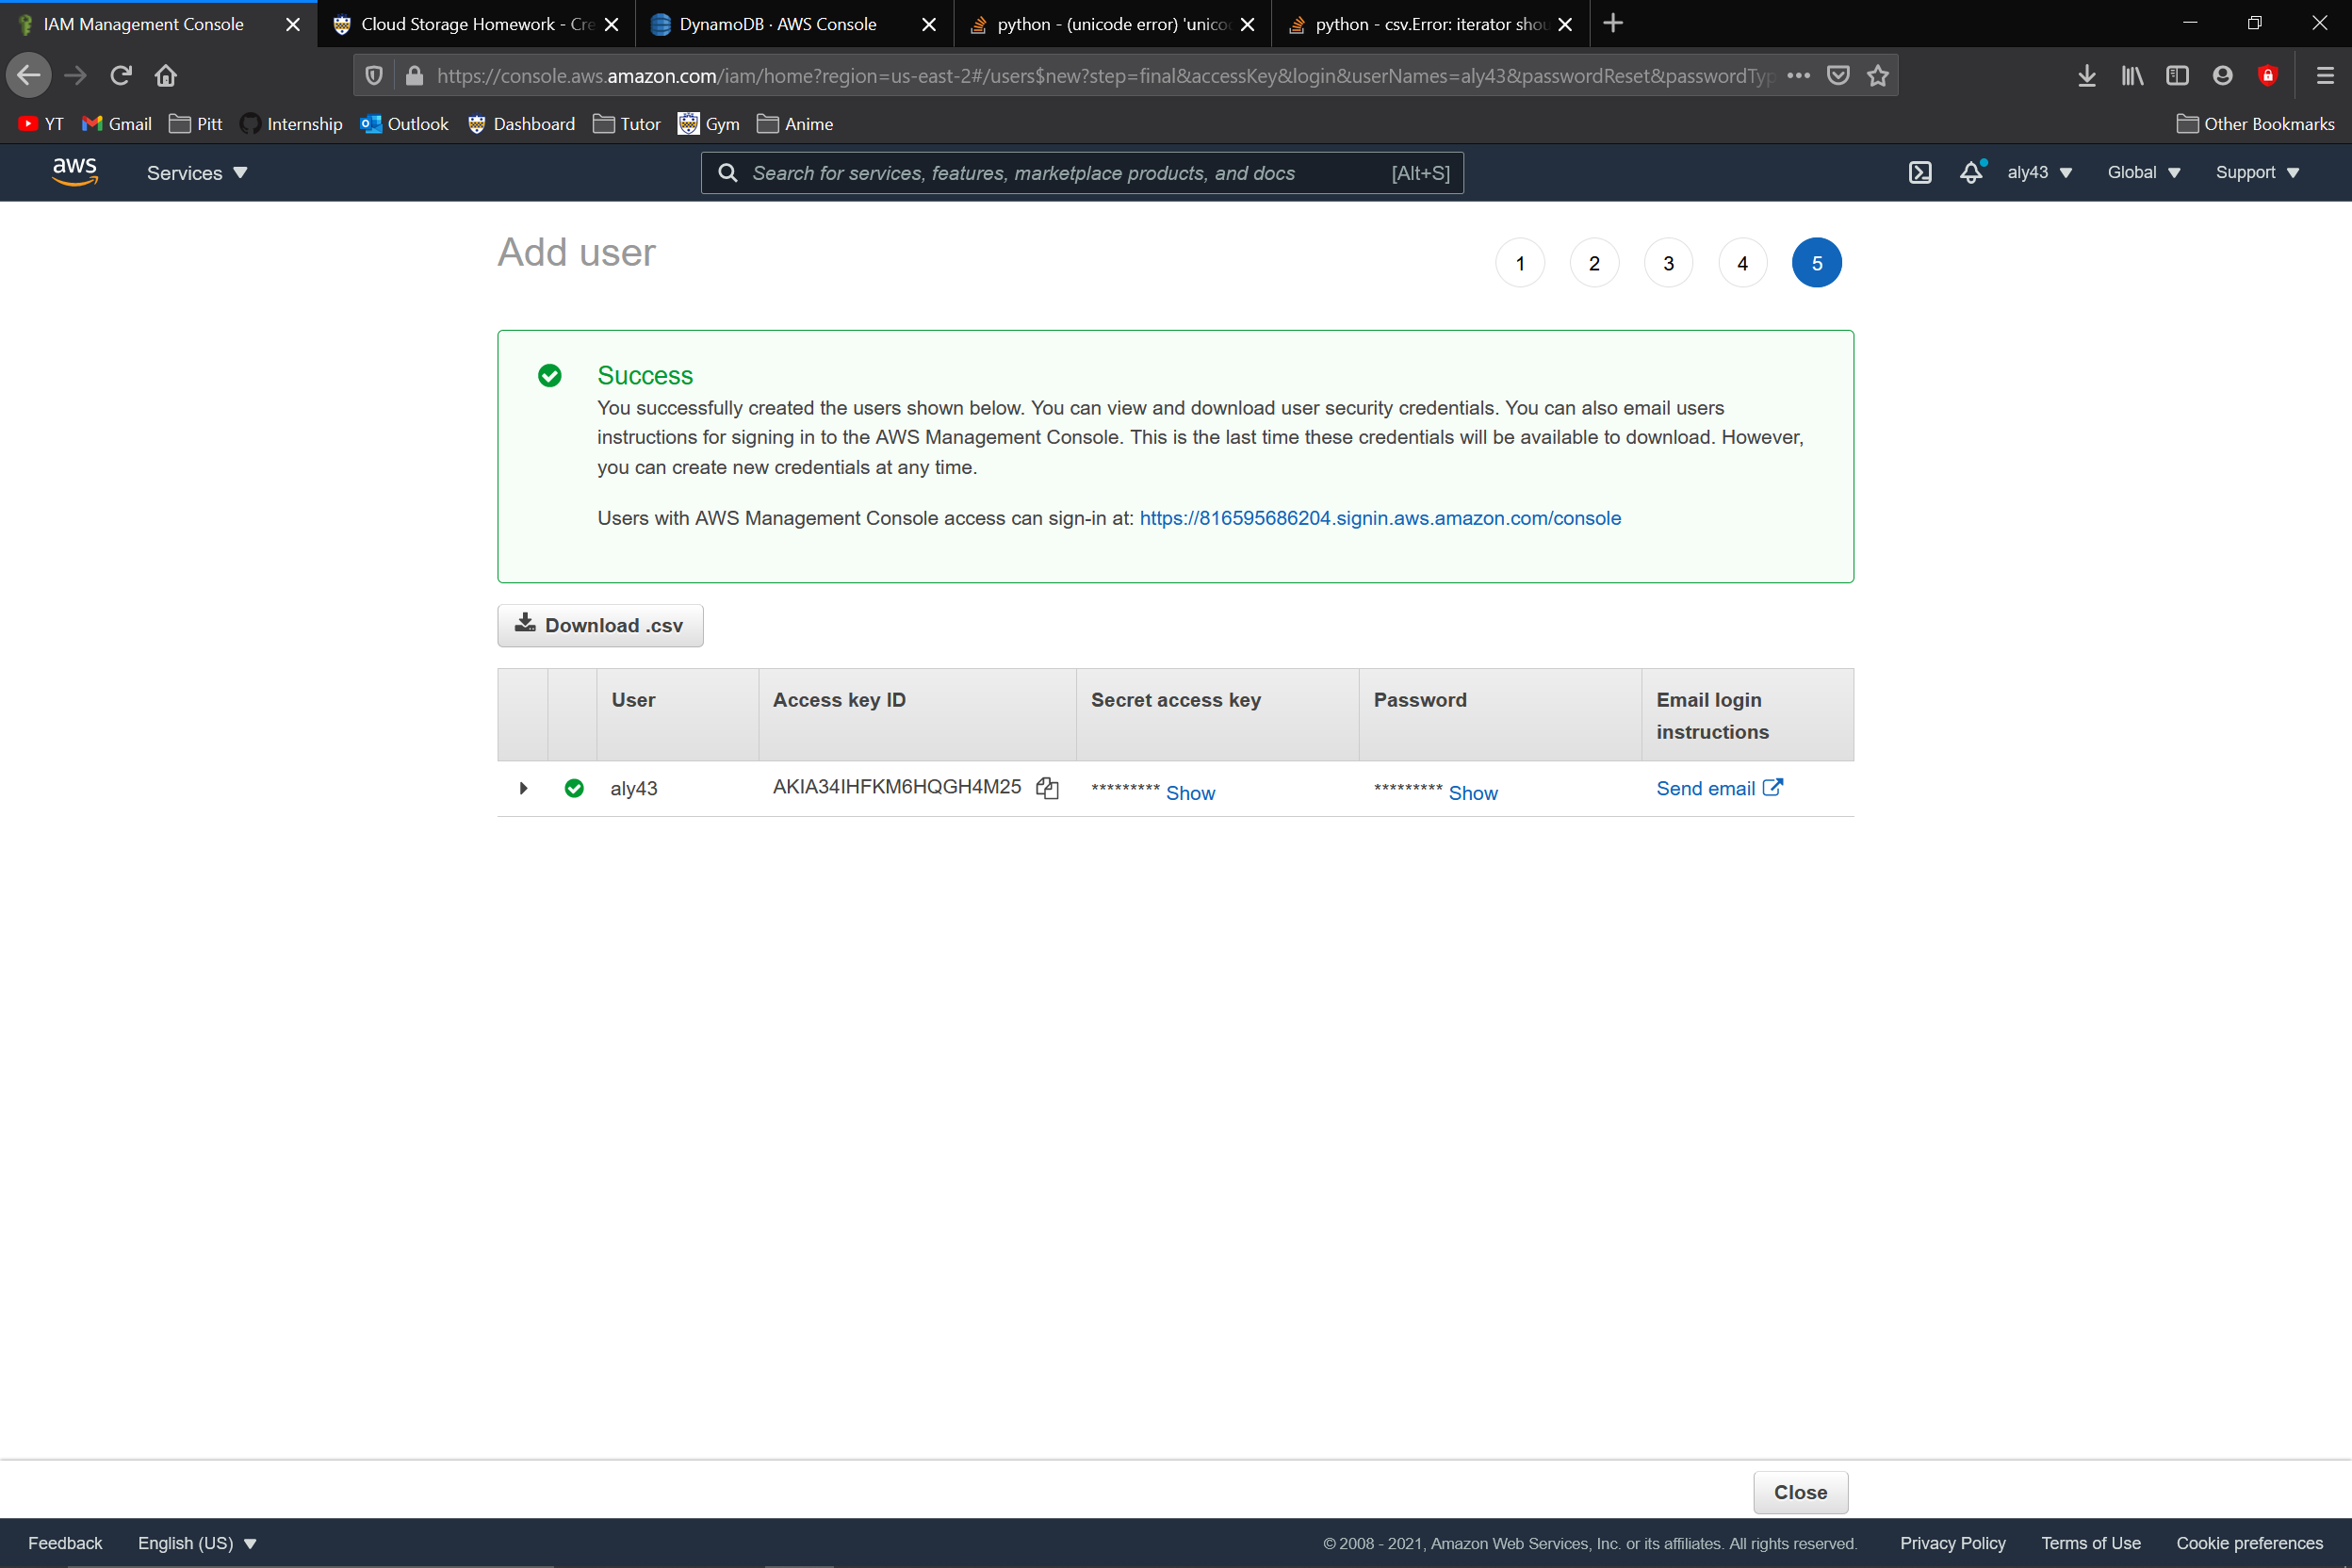 IAM Management Console
Cloud Storage Homework - Cre
DynamoDB · AWS Console
python - (unicode error) 'unico
python - csv.Error: iterator shou
https://console.aws.amazon.com/iam/home?region=us-east-2#/users$new?step=final&accessKey&login&userNames=aly43&passwordReset&passwordTyp
YT Gmail Pitt Internship Outlook Dashboard Tutor Gym Anime Other Bookmarks
aws Services Search for services, features, marketplace products, and docs [Alt+S] aly43 Global Support
Add user 1 2 3 4 5
Success
You successfully created the users shown below. You can view and download user security credentials. You can also email users
instructions for signing in to the AWS Management Console. This is the last time these credentials will be available to download. However,
you can create new credentials at any time.
Users with AWS Management Console access can sign-in at: https://816595686204.signin.aws.amazon.com/console
Download .csv
User Access key ID Secret access key Password Email login
instructions
aly43 AKIA34IHFKM6HQGH4M25 ********* Show ********* Show Send email
Close
Feedback English (US) © 2008 - 2021, Amazon Web Services, Inc. or its affiliates. All rights reserved. Privacy Policy Terms of Use Cookie preferences